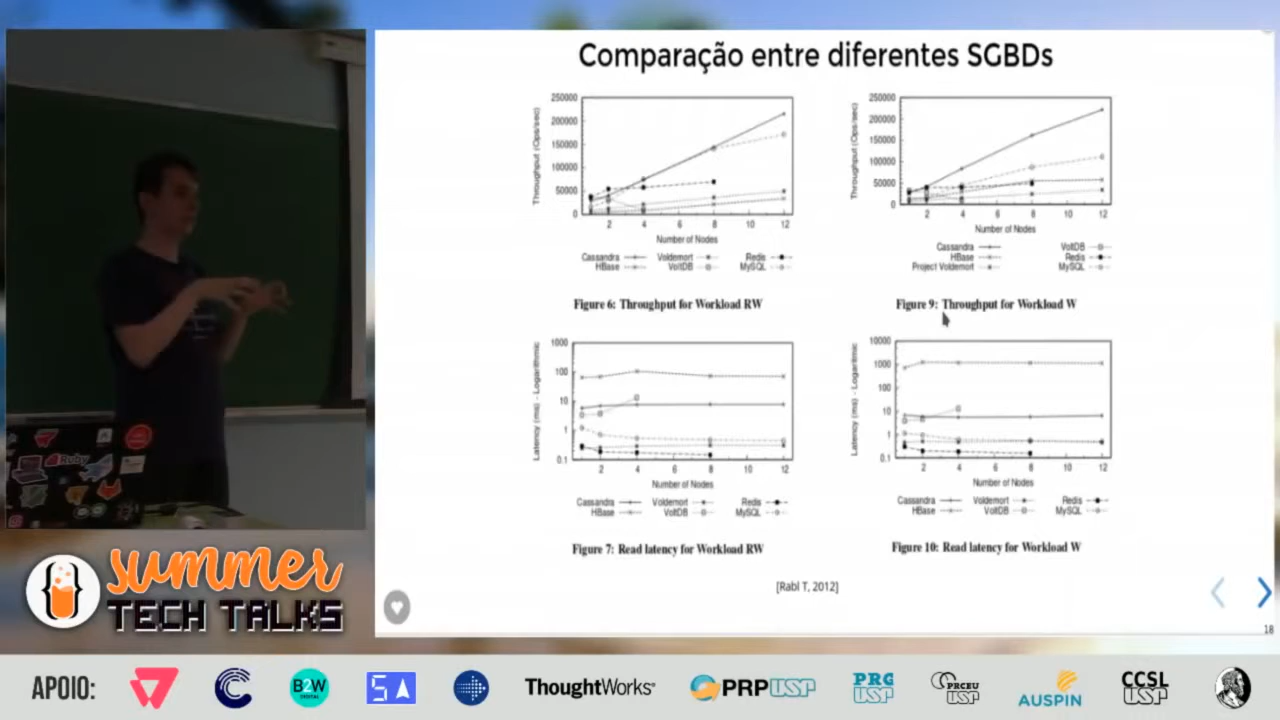 Comparação entre diferentes SGBDs
250000
200000
150000
100000
50000
0
2
4
6
8
10
12
Throughput (Ops/sec)
Number of Nodes
Cassandra
HBase
Voldemort
VoltDB
Redis
MySQL
Figure 6: Throughput for Workload RW
250000
200000
150000
100000
50000
0
2
4
6
8
10
12
Throughput (Ops/sec)
Number of Nodes
Cassandra
HBase
Project Voldemort
VoltDB
Redis
MySQL
Figure 9: Throughput for Workload W
1000
100
10
1
0.1
2
4
6
8
10
12
Latency (ms) - Logarithmic
Number of Nodes
Cassandra
HBase
Voldemort
VoltDB
Redis
MySQL
Figure 7: Read latency for Workload RW
10000
1000
100
10
1
0.1
2
4
6
8
10
12
Latency (ms) - Logaritmic
Number of Nodes
Cassandra
HBase
Voldemort
VoltDB
Redis
MySQL
Figure 10: Read latency for Workload W
[Rabl T, 2012]
18
Ruby
summer
TECH TALKS
APOIO:
B2W
DIGITAL
5A
ThoughtWorks
PRPUSP
PRG
USP
PRCEU
USP
AUSPIN
CCSL
USP